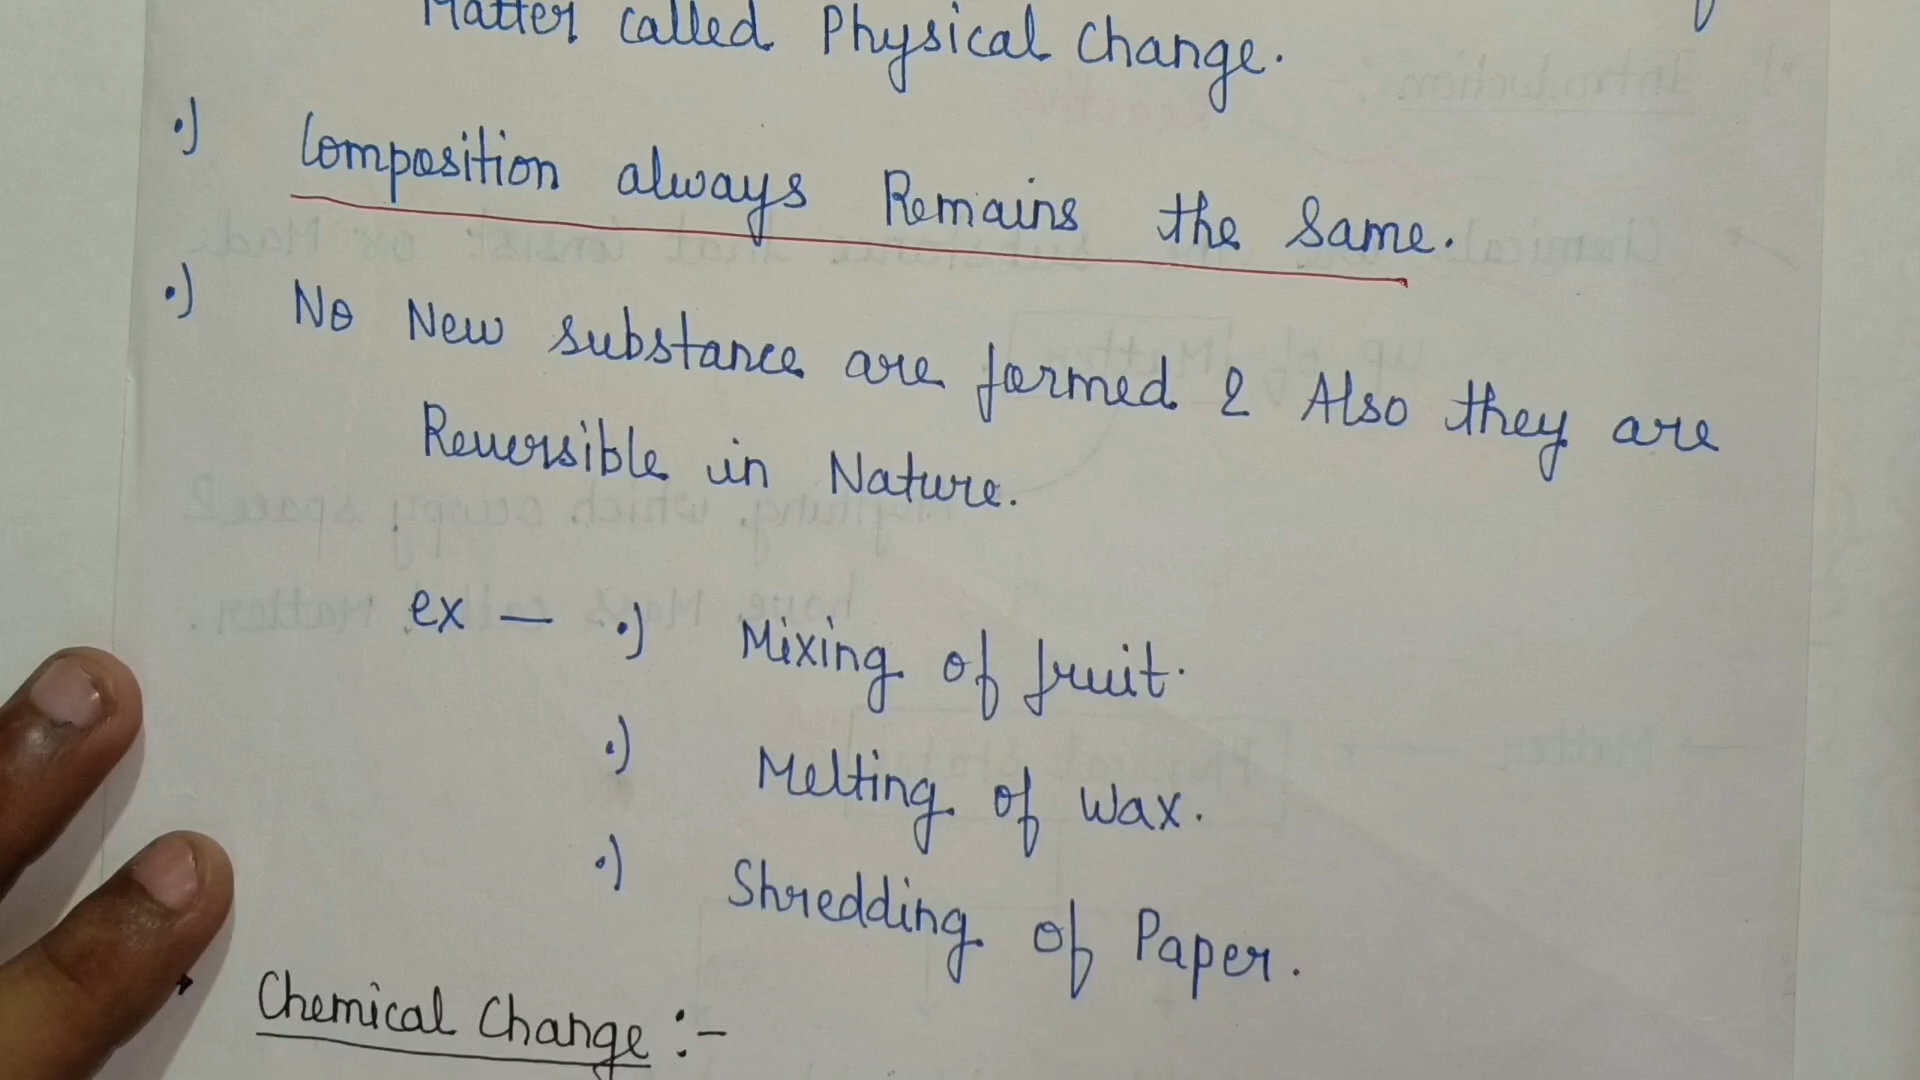 Matter called Physical Change.
•) Composition always Remains the Same.
•) No New substance are formed & Also they are
Reversible in Nature.
ex – •) Mixing of fruit.
•) Melting of wax.
•) Shredding of Paper.
Chemical Change :-